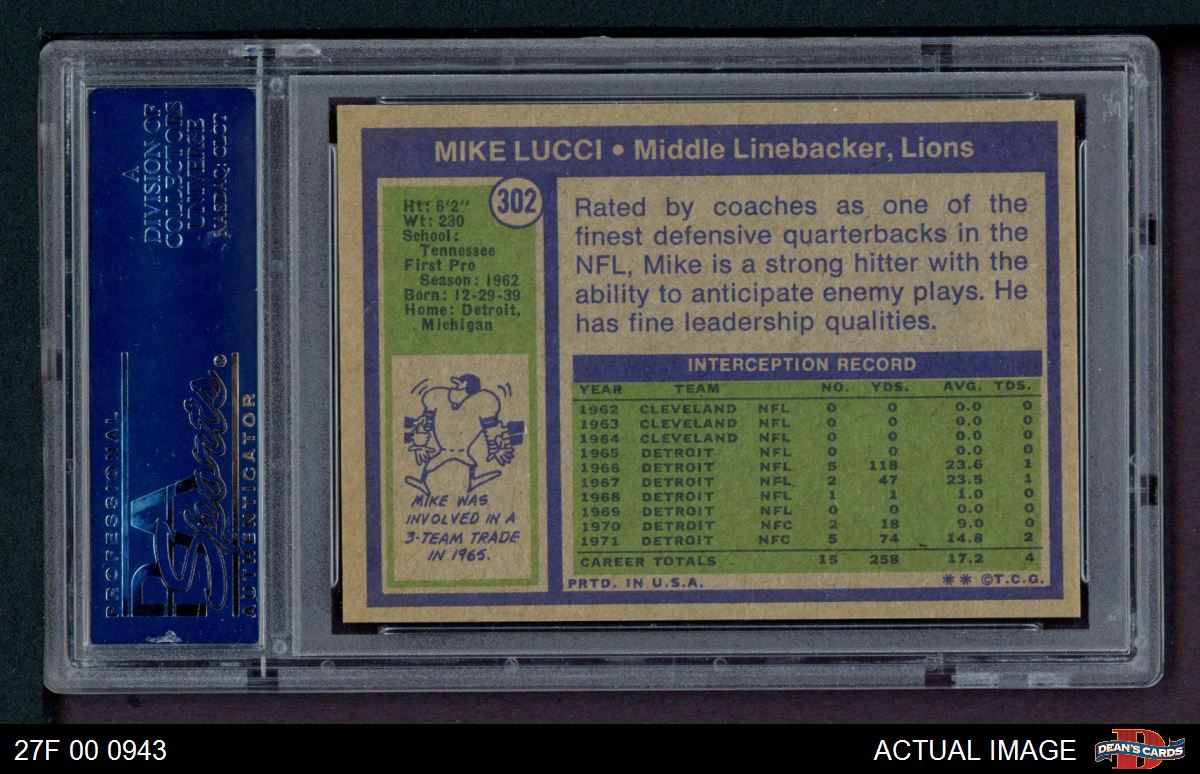 A
DIVISION OF
COLLECTORS
UNIVERSE
NASDAQ: CLCT
PROFESSIONAL
PSA
Sports
AUTHENTICATOR
MIKE LUCCI • Middle Linebacker, Lions
302
Ht: 6'2"
Wt: 230
School:
Tennessee
First Pro
Season: 1962
Born: 12-29-39
Home: Detroit,
Michigan
MIKE WAS
INVOLVED IN A
3-TEAM TRADE
IN 1965.
Rated by coaches as one of the
finest defensive quarterbacks in the
NFL, Mike is a strong hitter with the
ability to anticipate enemy plays. He
has fine leadership qualities.
INTERCEPTION RECORD
YEAR TEAM NO. YDS. AVG. TDS.
1962 CLEVELAND NFL 0 0 0.0 0
1963 CLEVELAND NFL 0 0 0.0 0
1964 CLEVELAND NFL 0 0 0.0 0
1965 DETROIT NFL 0 0 0.0 0
1966 DETROIT NFL 5 118 23.6 1
1967 DETROIT NFL 2 47 23.5 1
1968 DETROIT NFL 1 1 1.0 0
1969 DETROIT NFL 0 0 0.0 0
1970 DETROIT NFC 2 18 9.0 0
1971 DETROIT NFC 5 74 14.8 2
CAREER TOTALS 15 258 17.2 4
PRTD. IN U.S.A. ** ©T.C.G.
27F 00 0943
ACTUAL IMAGE
DEAN'S CARDS